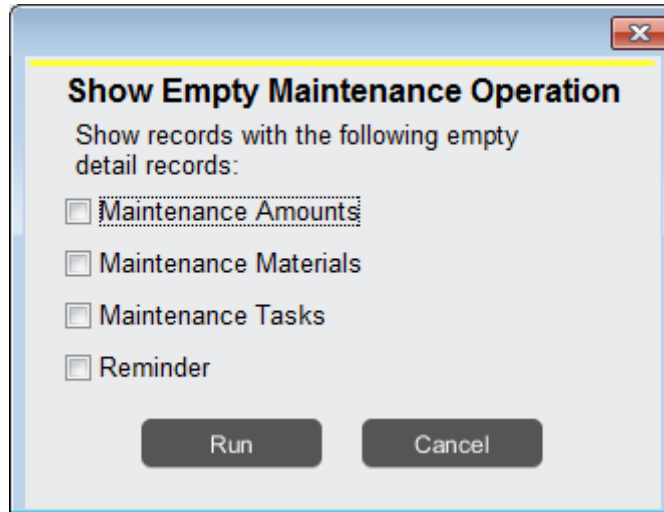 Show Empty Maintenance Operation
Show records with the following empty
detail records:
Maintenance Amounts
Maintenance Materials
Maintenance Tasks
Reminder
Run
Cancel